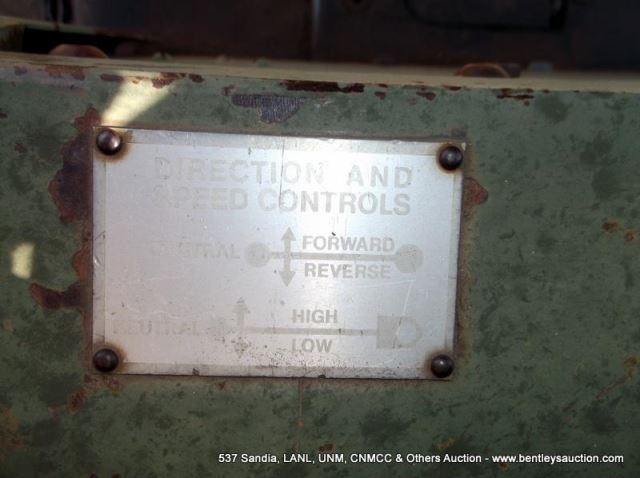 DIRECTION AND
SPEED CONTROLS
NEUTRAL FORWARD
REVERSE
HIGH
NEUTRAL
LOW
537 Sandia, LANL, UNM, CNMCC & Others Auction - www.bentleysauction.com